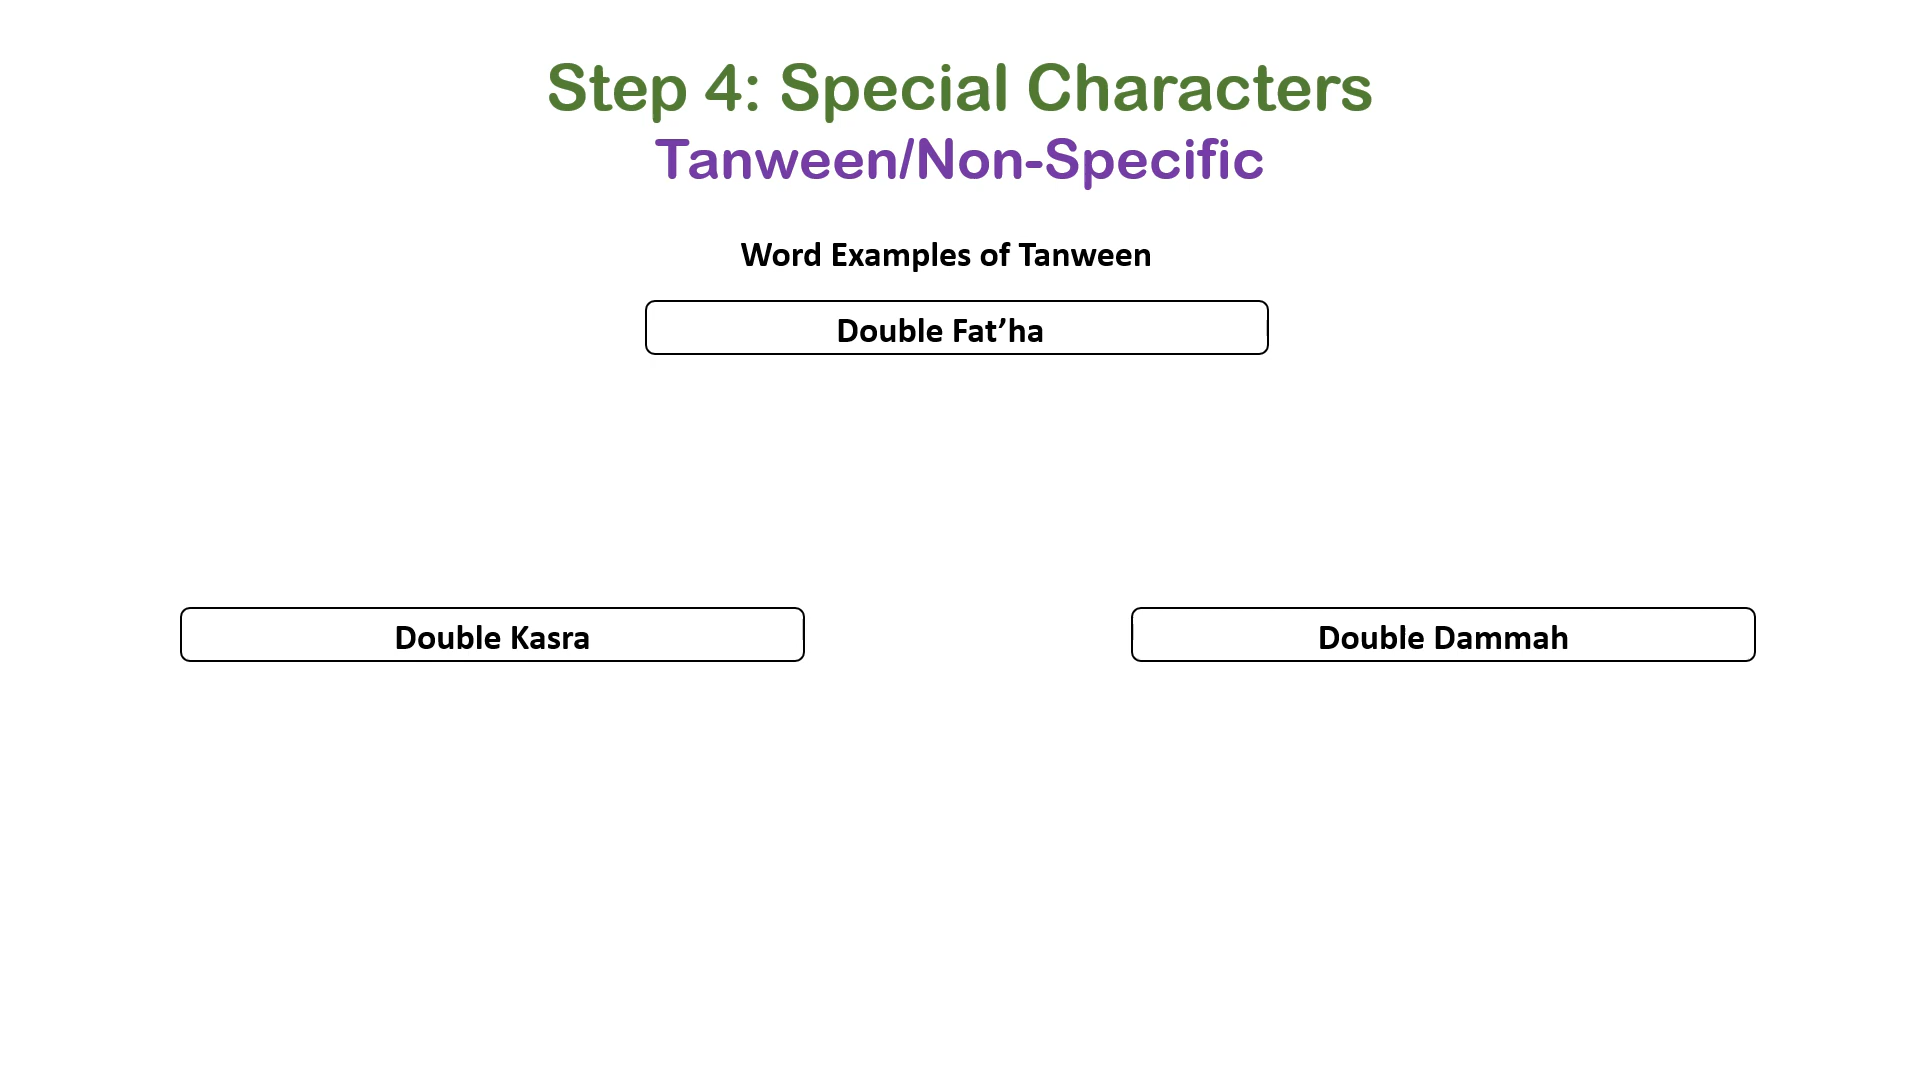 Step 4: Special Characters
Tanween/Non-Specific
Word Examples of Tanween
Double Fat’ha
Double Kasra
Double Dammah